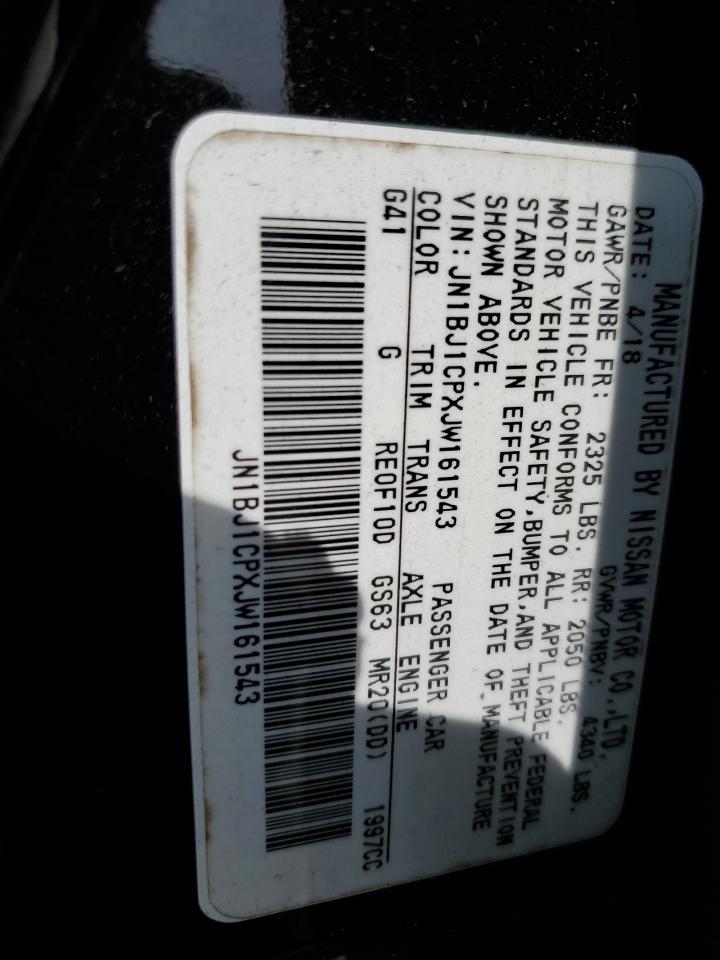 MANUFACTURED BY NISSAN MOTOR CO.,LTD.
DATE: 4/18 GVWR/PNBV: 4340 LBS.
GAWR/PNBE FR: 2325 LBS. RR: 2050 LBS.
THIS VEHICLE CONFORMS TO ALL APPLICABLE FEDERAL
MOTOR VEHICLE SAFETY,BUMPER,AND THEFT PREVENTION
STANDARDS IN EFFECT ON THE DATE OF MANUFACTURE
SHOWN ABOVE.
VIN:JN1BJ1CPXJW161543 PASSENGER CAR
COLOR TRIM TRANS AXLE ENGINE
G41 G RE0F10D GS63 MR20(DD) 1997CC
JN1BJ1CPXJW161543